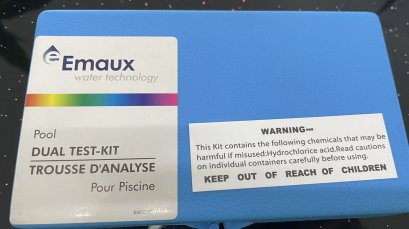 Emaux
water technology
Pool
DUAL TEST-KIT
TROUSSE D'ANALYSE
Pour Piscine
WARNING---
This Kit contains the following chemicals that may be
harmful if misused:Hydrochlorice acid.Read cautions
on individual containers carefully before using.
KEEP OUT OF REACH OF CHILDREN